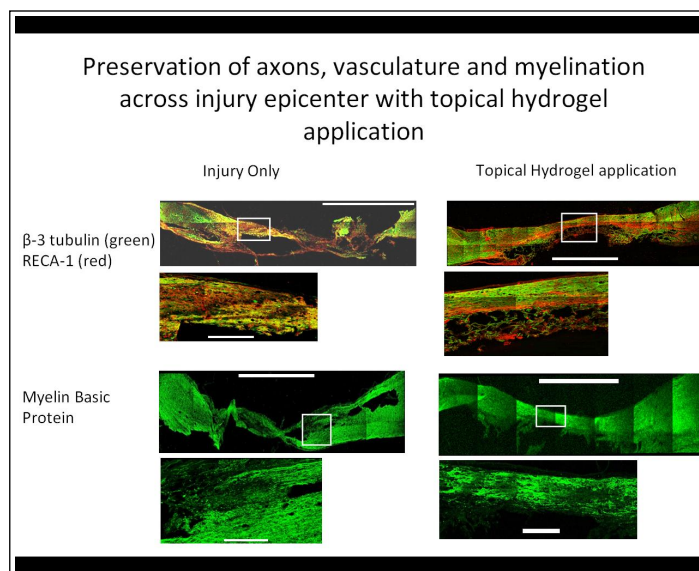 Preservation of axons, vasculature and myelination
across injury epicenter with topical hydrogel
application
Injury Only
Topical Hydrogel application
β-3 tubulin (green)
RECA-1 (red)
Myelin Basic
Protein